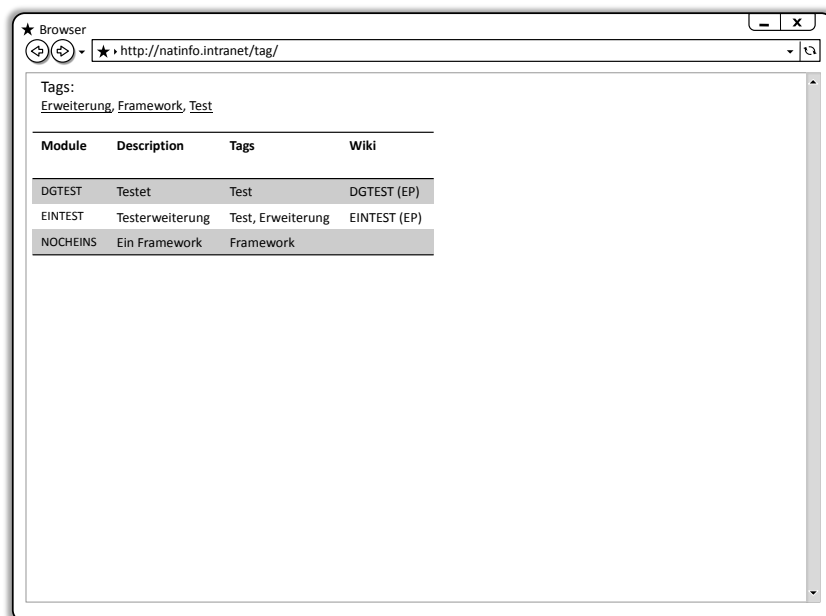 Browser
http://natinfo.intranet/tag/
Tags:
Erweiterung, Framework, Test
Module Description Tags Wiki
DGTEST Testet Test DGTEST (EP)
EINTEST Testerweiterung Test, Erweiterung EINTEST (EP)
NOCHEINS Ein Framework Framework